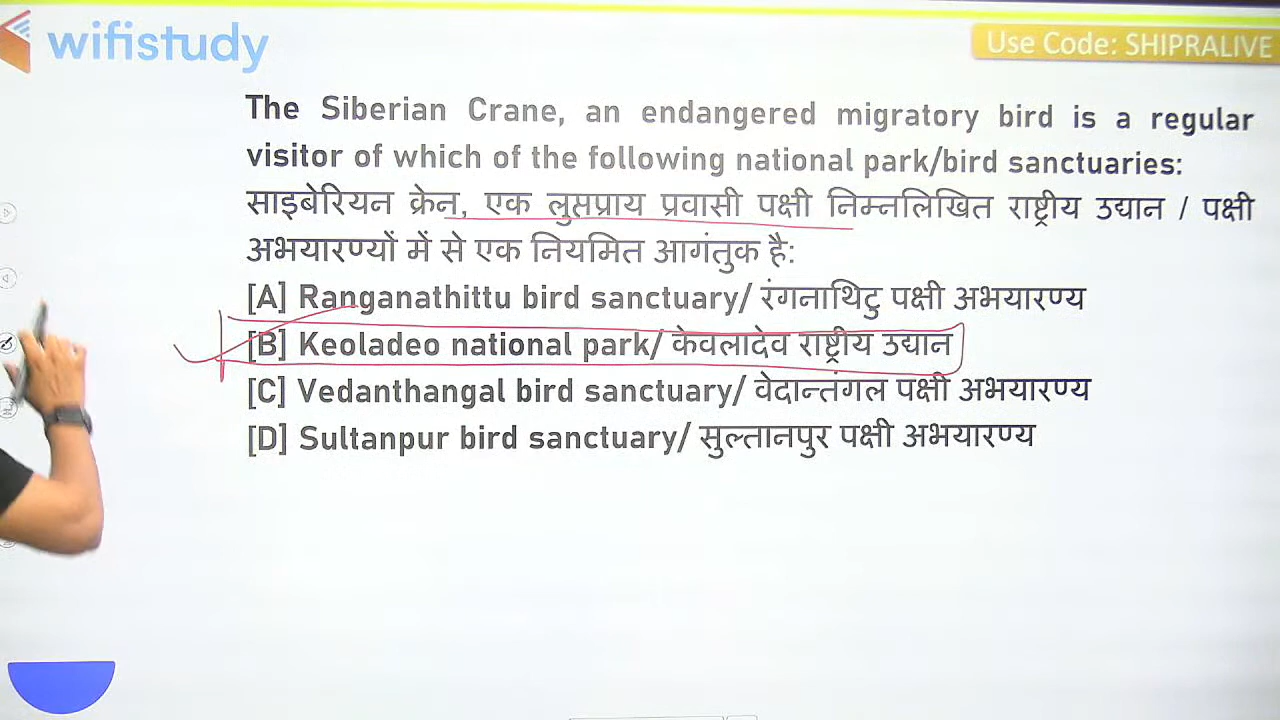 wifistudy
Use Code: SHIPRALIVE
The Siberian Crane, an endangered migratory bird is a regular
visitor of which of the following national park/bird sanctuaries:
साइबेरियन क्रेन, एक लुप्तप्राय प्रवासी पक्षी निम्नलिखित राष्ट्रीय उद्यान / पक्षी
अभयारण्यों में से एक नियमित आगंतुक है:
[A] Ranganathittu bird sanctuary/ रंगनाथिटु पक्षी अभयारण्य
[B] Keoladeo national park/ केवलादेव राष्ट्रीय उद्यान
[C] Vedanthangal bird sanctuary/ वेदान्तंगल पक्षी अभयारण्य
[D] Sultanpur bird sanctuary/ सुल्तानपुर पक्षी अभयारण्य